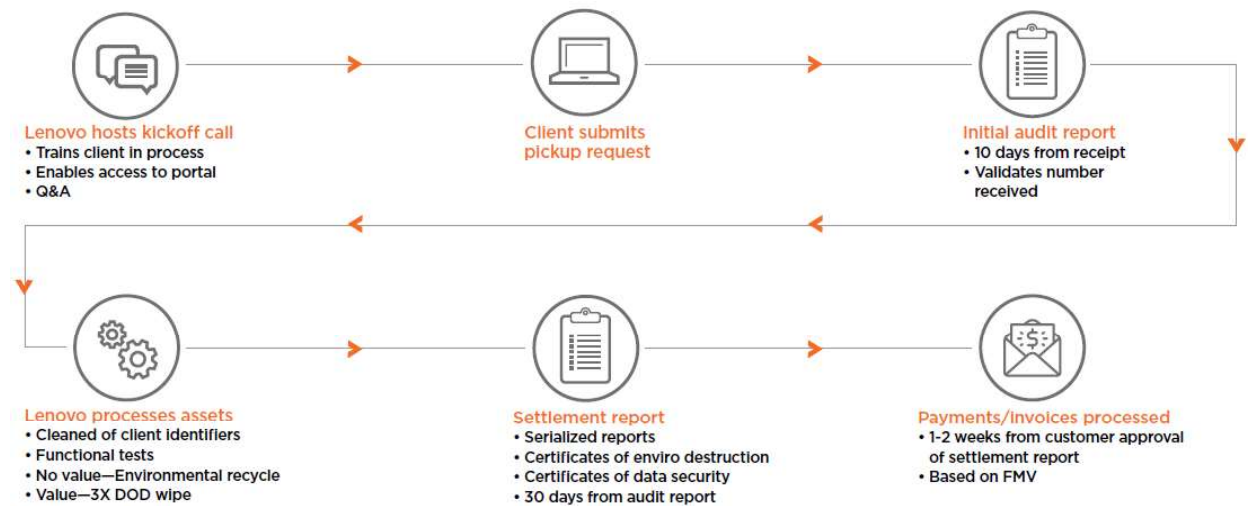 Lenovo hosts kickoff call
• Trains client in process
• Enables access to portal
• Q&A
Client submits
pickup request
Initial audit report
• 10 days from receipt
• Validates number
received
Lenovo processes assets
• Cleaned of client identifiers
• Functional tests
• No value—Environmental recycle
• Value—3X DOD wipe
Settlement report
• Serialized reports
• Certificates of enviro destruction
• Certificates of data security
• 30 days from audit report
$
Payments/Invoices processed
• 1-2 weeks from customer approval
of settlement report
• Based on FMV